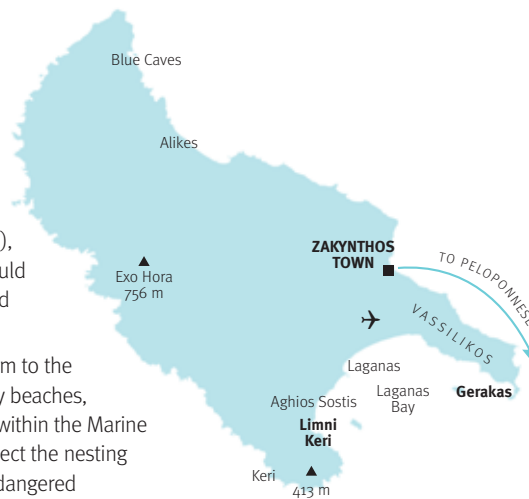 Blue Caves
Alikes
),
uld
d
ZAKYNTHOS
TOWN
TO PELOPONNESE
Exo Hora
756 m
VASSILIKOS
m to the
y beaches,
within the Marine
ect the nesting
dangered
Laganas
Laganas
Bay
Gerakas
Aghios Sostis
Limni
Keri
Keri
413 m